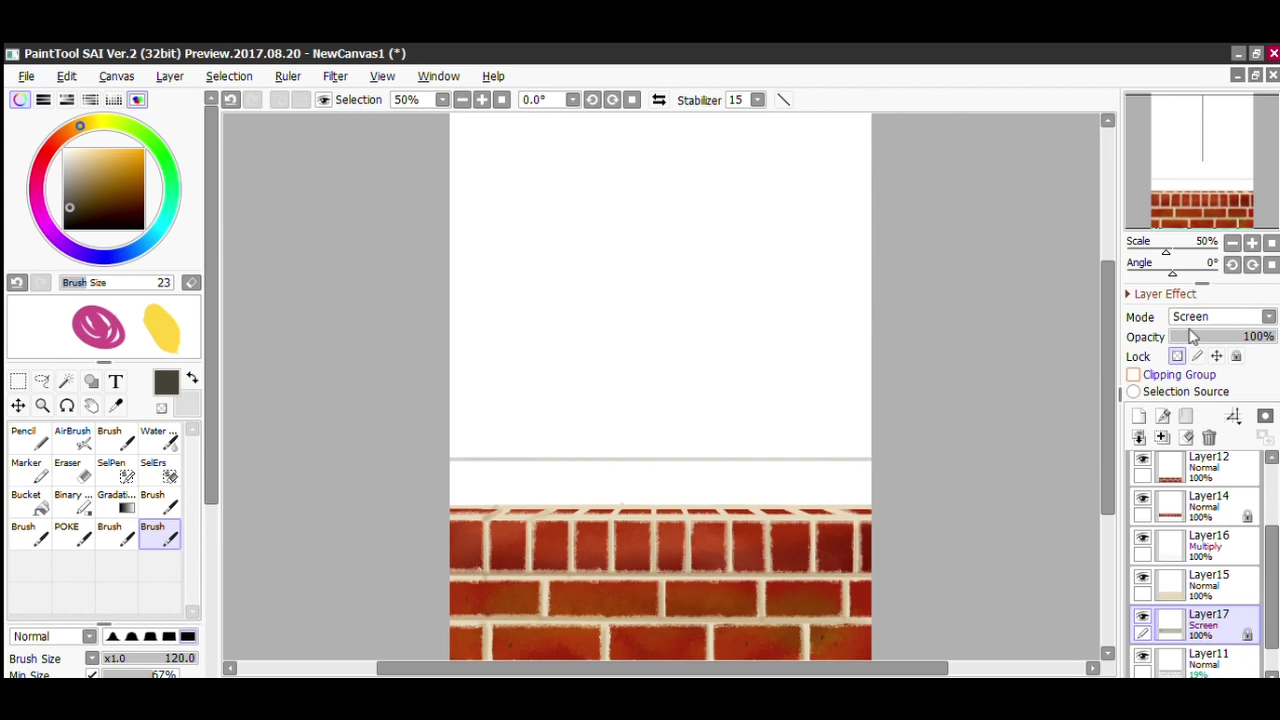 PaintTool SAI Ver.2 (32bit) Preview.2017.08.20 - NewCanvas1 (*)
File Edit Canvas Layer Selection Ruler Filter View Window Help
Selection 50% 0.0° Stabilizer 15
Brush Size 23
Scale 50%
Angle 0°
Layer Effect
Mode Screen
Opacity 100%
Lock
Clipping Group
Selection Source
T
Pencil AirBrush Brush Water ...
Marker Eraser SelPen SelErs
Bucket Binary ... Gradati... Brush
Brush POKE Brush Brush
Normal
Brush Size x1.0 120.0
Min Size 67%
Layer12
Normal
100%
Layer14
Normal
100%
Layer16
Multiply
100%
Layer15
Normal
100%
Layer17
Screen
100%
Layer11
Normal
19%